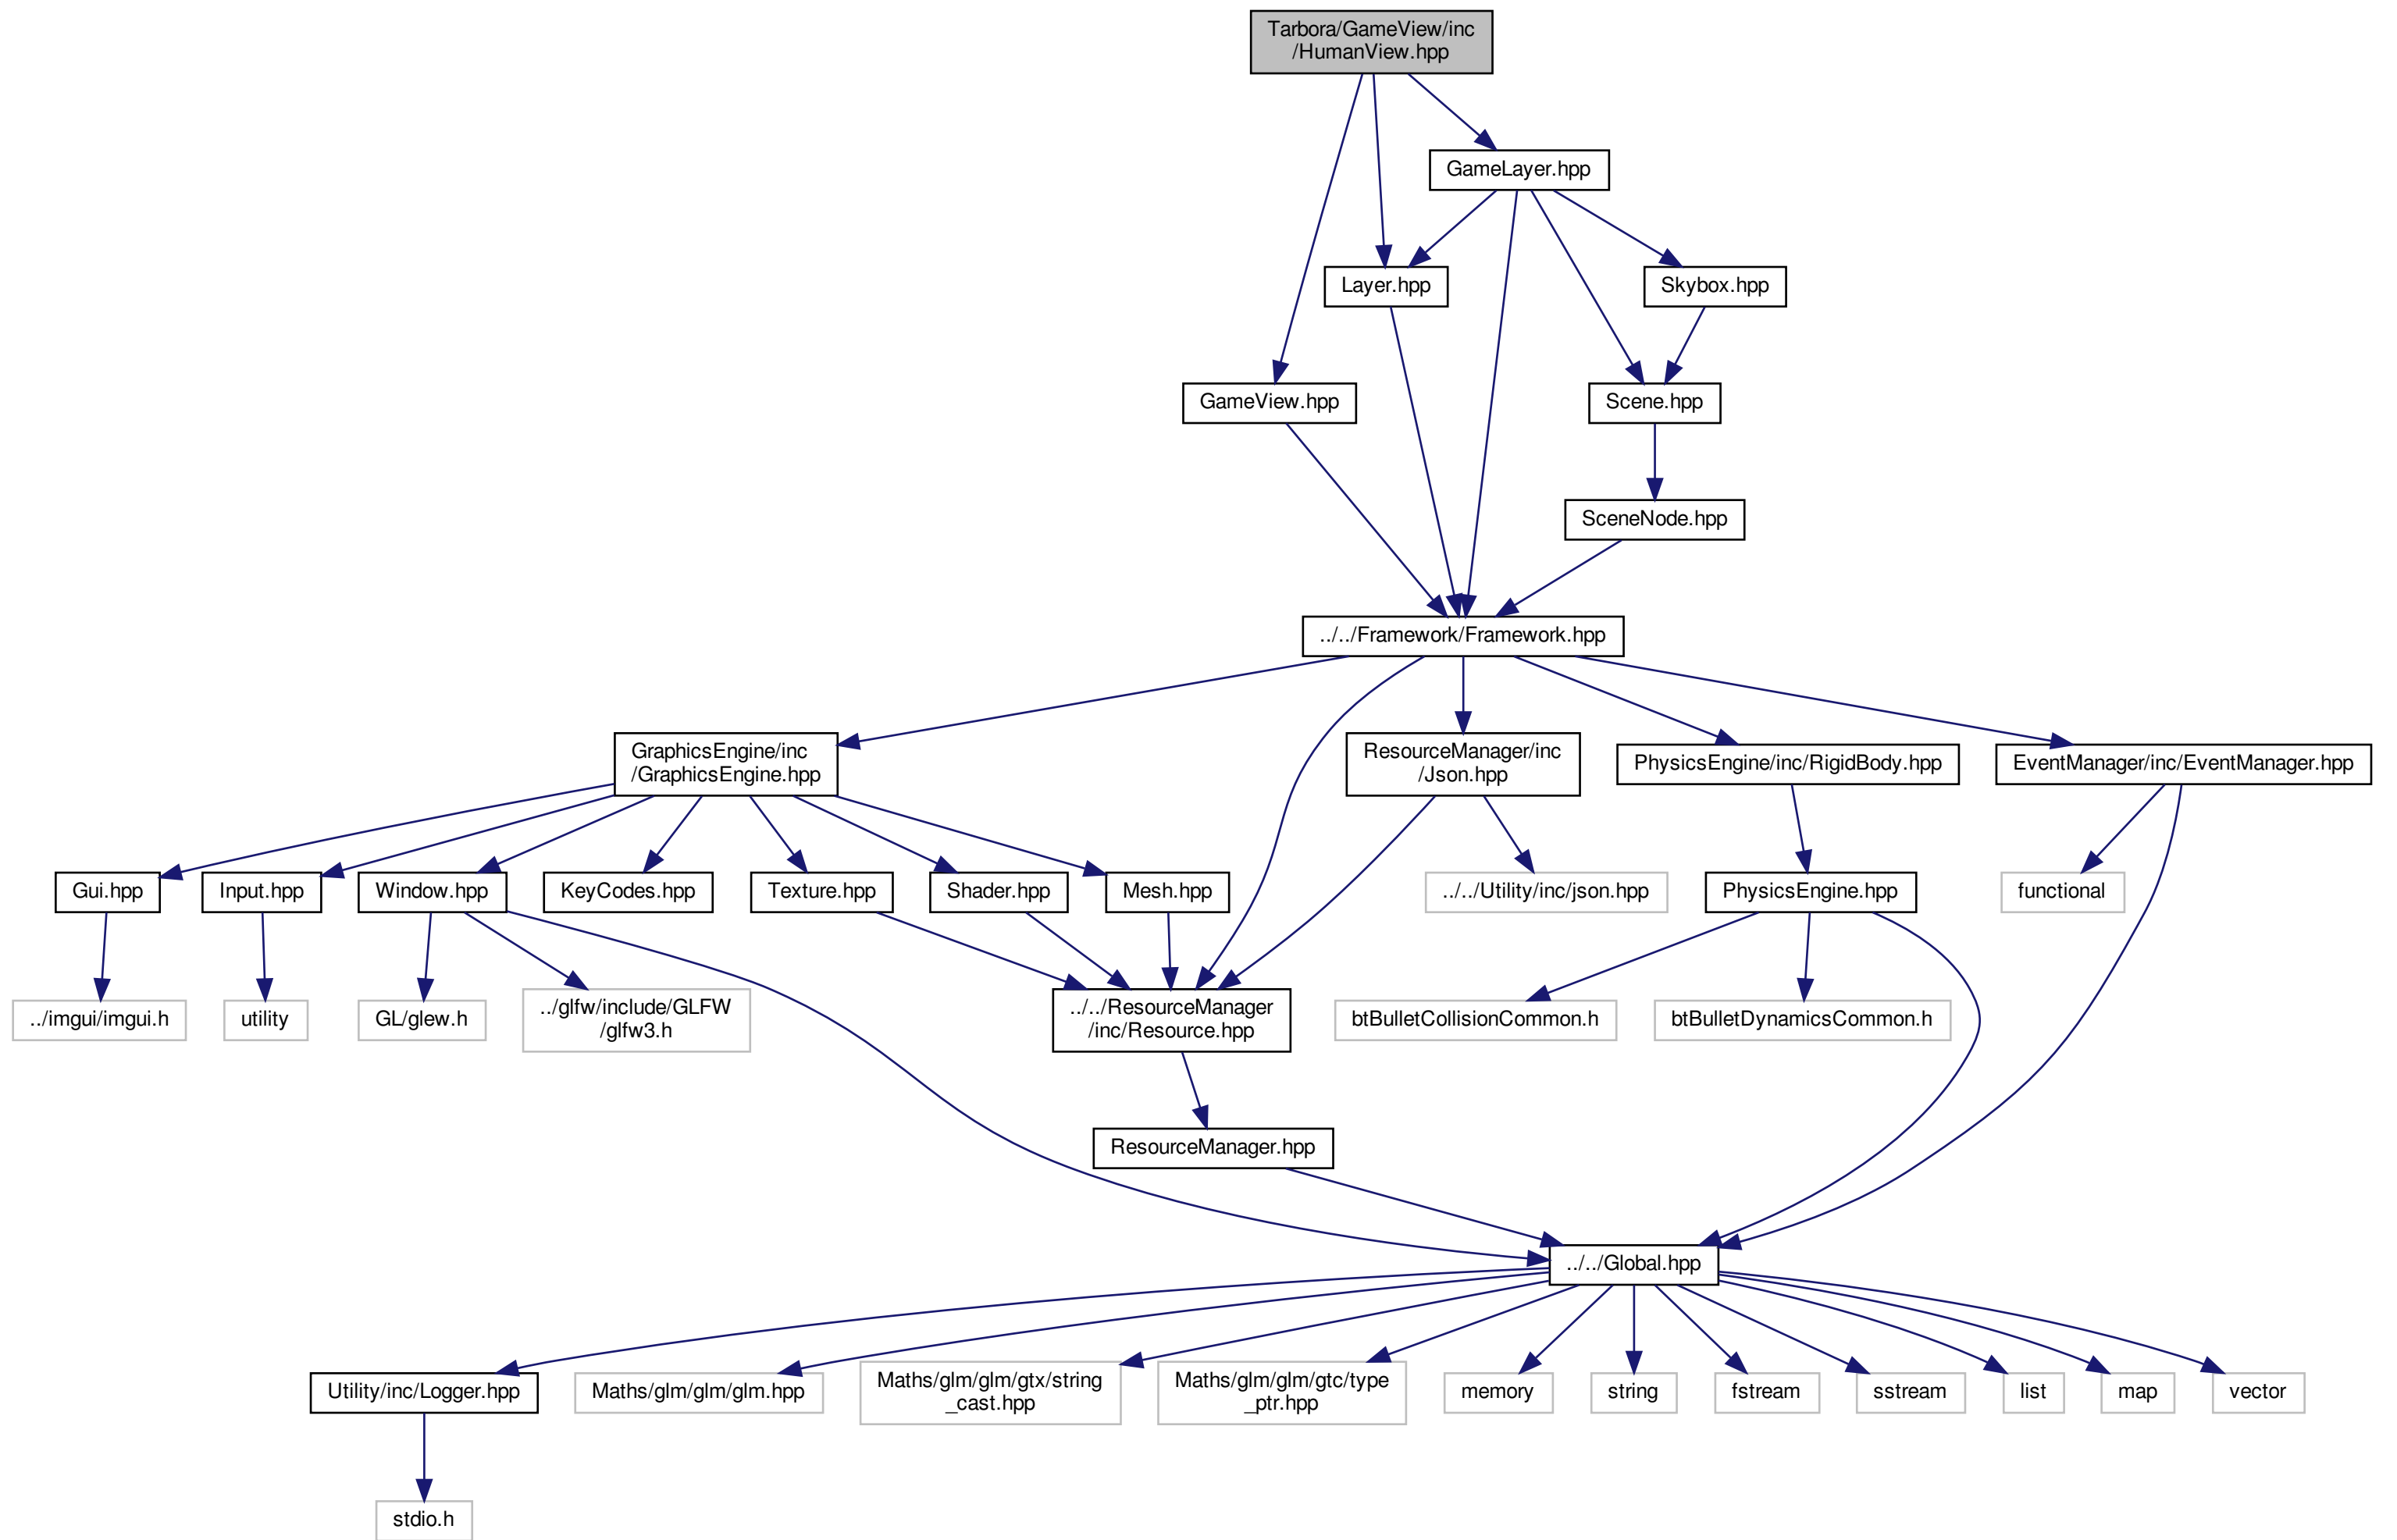 Tarbora/GameView/inc
/HumanView.hpp
GameLayer.hpp
Layer.hpp
Skybox.hpp
GameView.hpp
Scene.hpp
SceneNode.hpp
../../Framework/Framework.hpp
GraphicsEngine/inc
/GraphicsEngine.hpp
ResourceManager/inc
/Json.hpp
PhysicsEngine/inc/RigidBody.hpp
EventManager/inc/EventManager.hpp
Gui.hpp
Input.hpp
Window.hpp
KeyCodes.hpp
Texture.hpp
Shader.hpp
Mesh.hpp
../../Utility/inc/json.hpp
PhysicsEngine.hpp
functional
../imgui/imgui.h
utility
GL/glew.h
../glfw/include/GLFW
/glfw3.h
../../ResourceManager
/inc/Resource.hpp
btBulletCollisionCommon.h
btBulletDynamicsCommon.h
ResourceManager.hpp
../../Global.hpp
Utility/inc/Logger.hpp
Maths/glm/glm/glm.hpp
Maths/glm/glm/gtx/string
_cast.hpp
Maths/glm/glm/gtc/type
_ptr.hpp
memory
string
fstream
sstream
list
map
vector
stdio.h